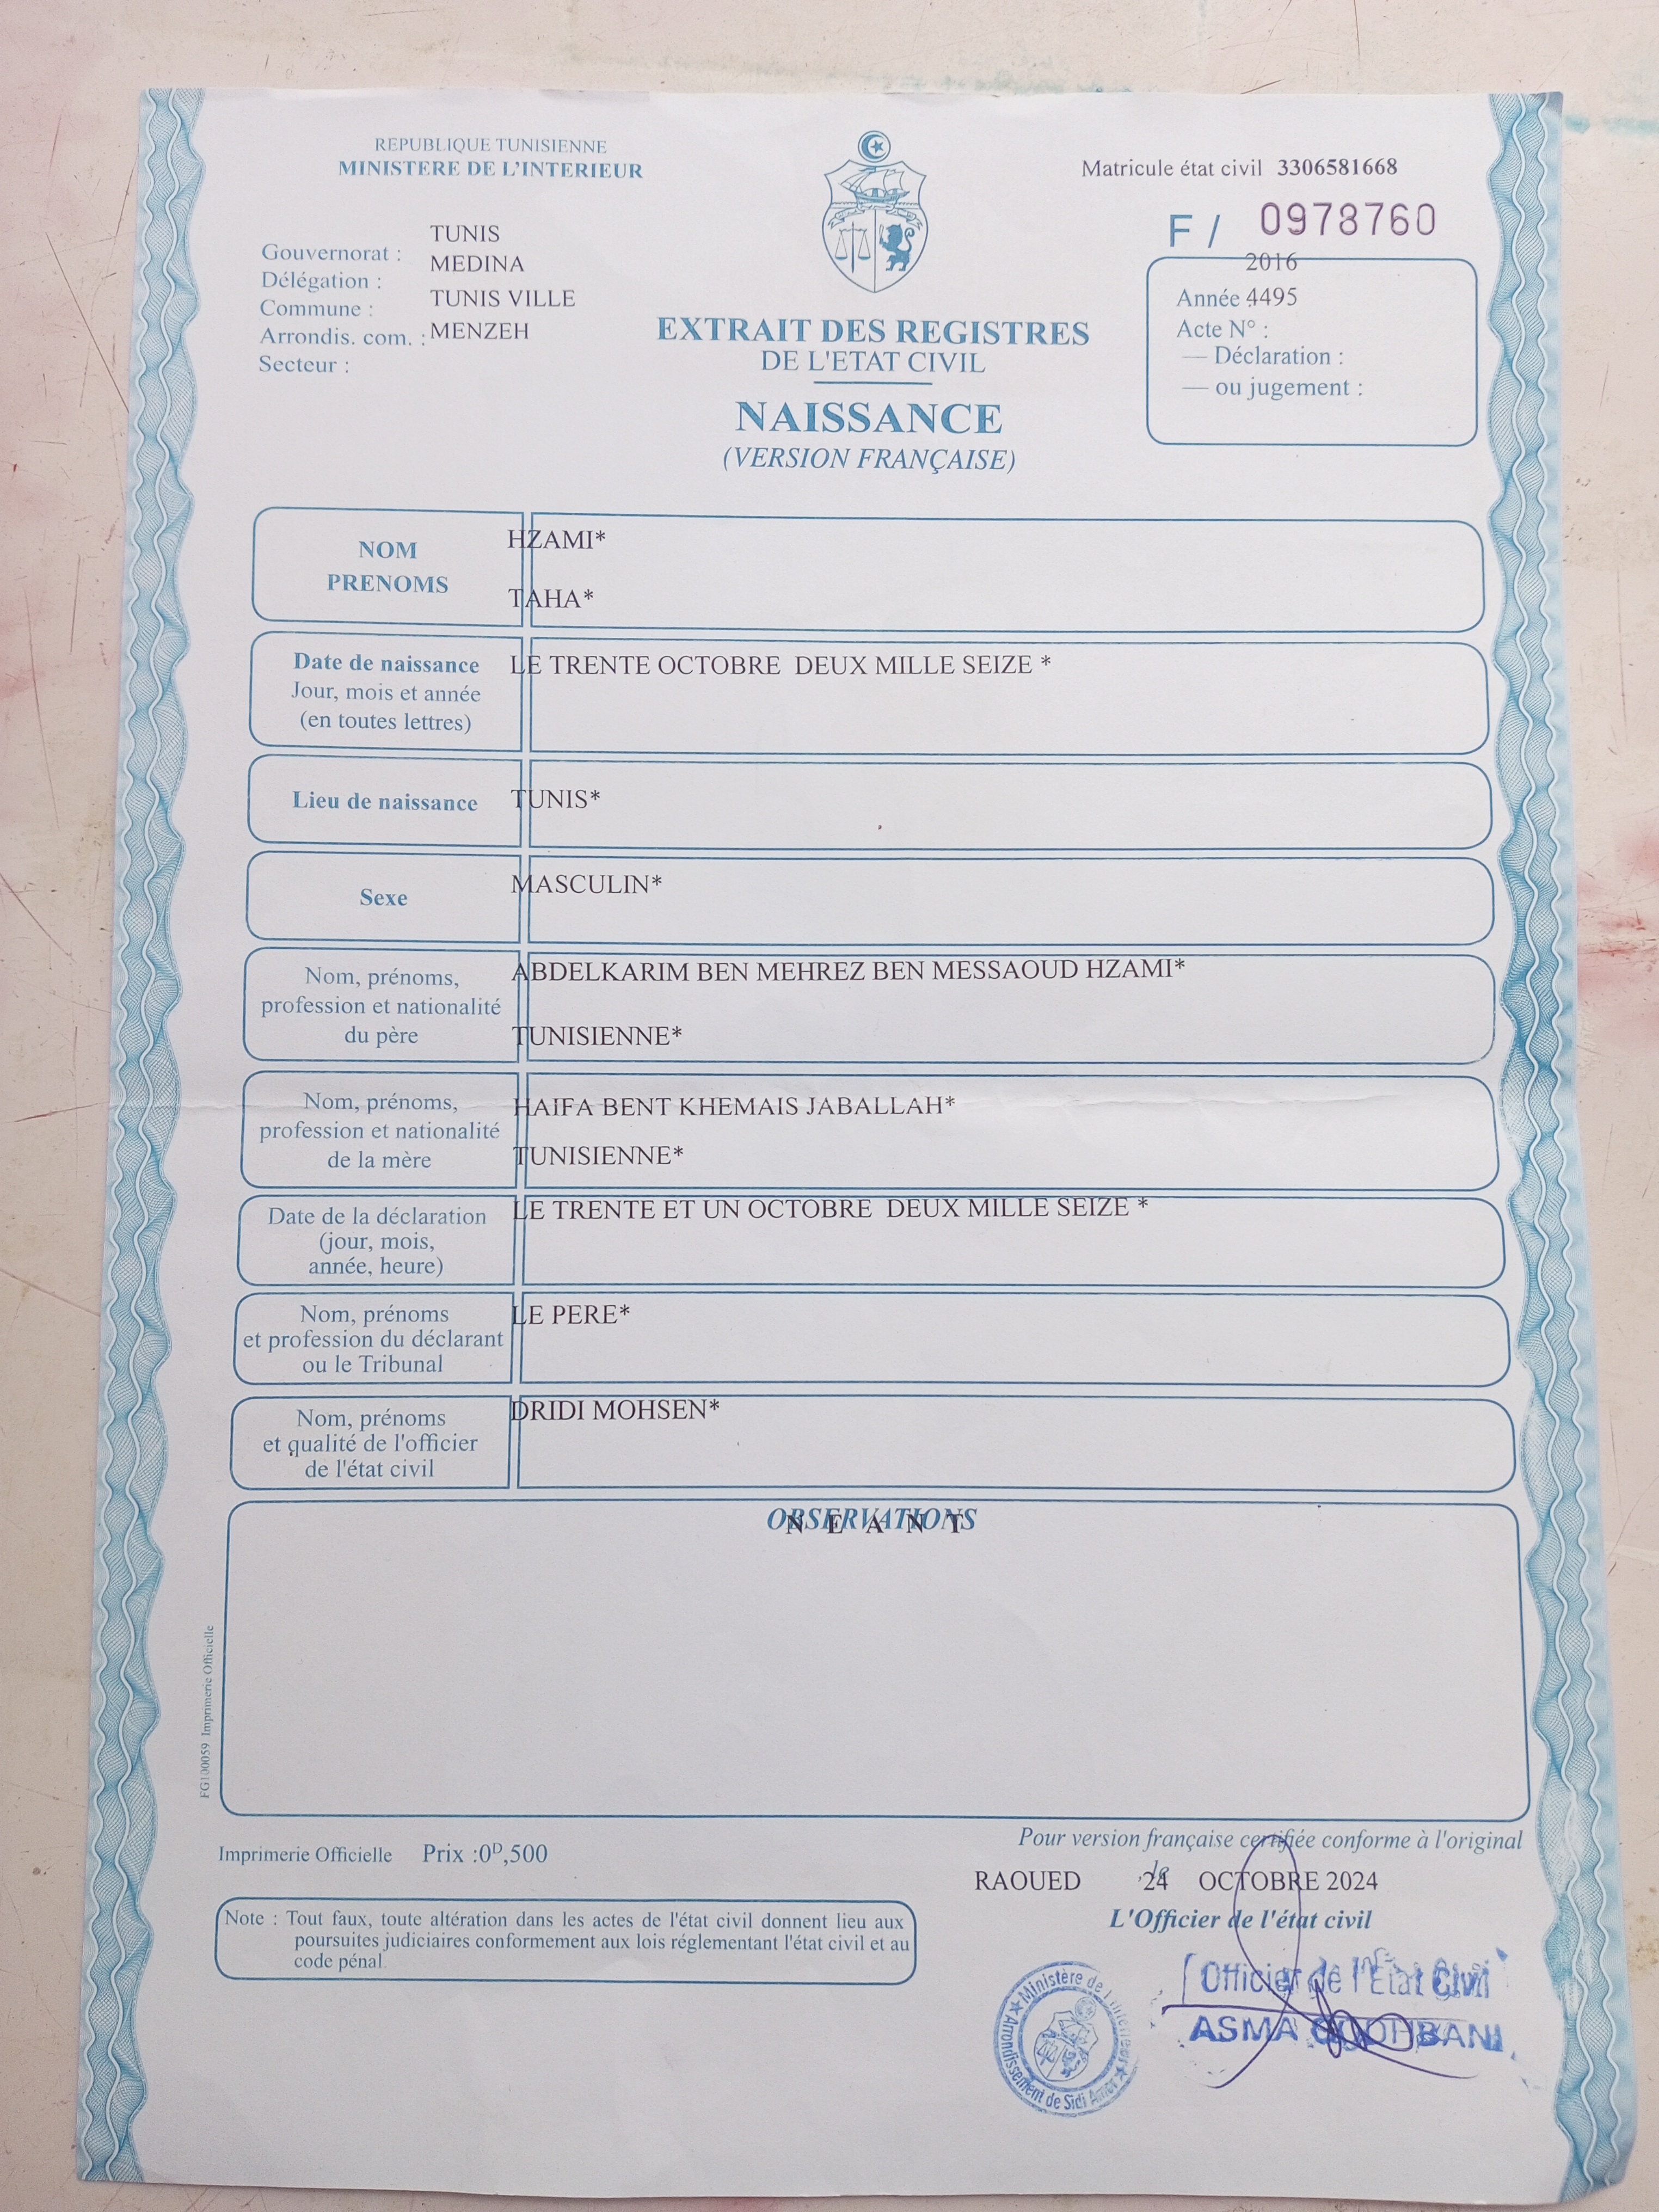 REPUBLIQUE TUNISIENNE
MINISTERE DE L'INTERIEUR
Matricule état civil 3306581668
F / 0978760
Gouvernorat : TUNIS
Délégation : MEDINA
Commune : TUNIS VILLE
Arrondis. com. : MENZEH
Secteur :
2016
Année 4495
Acte N° :
— Déclaration :
— ou jugement :
EXTRAIT DES REGISTRES
DE L'ETAT CIVIL
NAISSANCE
(VERSION FRANÇAISE)
NOM HZAMI*
PRENOMS TAHA*
Date de naissance LE TRENTE OCTOBRE DEUX MILLE SEIZE *
Jour, mois et année
(en toutes lettres)
Lieu de naissance TUNIS*
Sexe MASCULIN*
Nom, prénoms, ABDELKARIM BEN MEHREZ BEN MESSAOUD HZAMI*
profession et nationalité
du père TUNISIENNE*
Nom, prénoms, HAIFA BENT KHEMAIS JABALLAH*
profession et nationalité
de la mère TUNISIENNE*
Date de la déclaration LE TRENTE ET UN OCTOBRE DEUX MILLE SEIZE *
(jour, mois,
année, heure)
Nom, prénoms LE PERE*
et profession du déclarant
ou le Tribunal
Nom, prénoms DRIDI MOHSEN*
et qualité de l'officier
de l'état civil
OBSERVATIONS
N E A N T
FG100059 Imprimerie Officielle
Imprimerie Officielle Prix :0ᴰ,500
Pour version française certifiée conforme à l'original
RAOUED ,le 24 OCTOBRE 2024
L'Officier de l'état civil
Note : Tout faux, toute altération dans les actes de l'état civil donnent lieu aux
poursuites judiciaires conformement aux lois réglementant l'état civil et au
code pénal
Officier de l'Etat Civil
ASMA
Ministère de l'Intérieur
Arrondissement de Sidi Amor